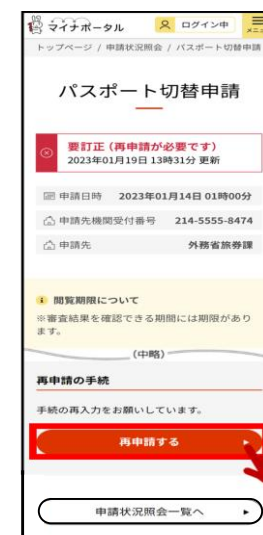 マイナポータル
ログイン中
メニュー
トップページ / 申請状況照会 / パスポート切替申請
パスポート切替申請
要訂正(再申請が必要です)
2023年01月19日 13時31分 更新
申請日時 2023年01月14日 01時00分
申請先機関受付番号 214-5555-8474
申請先 外務省旅券課
閲覧期限について
※審査結果を確認できる期間には期限があり
ます。
(中略)
再申請の手続
手続の再入力をお願いしています。
再申請する
申請状況照会一覧へ